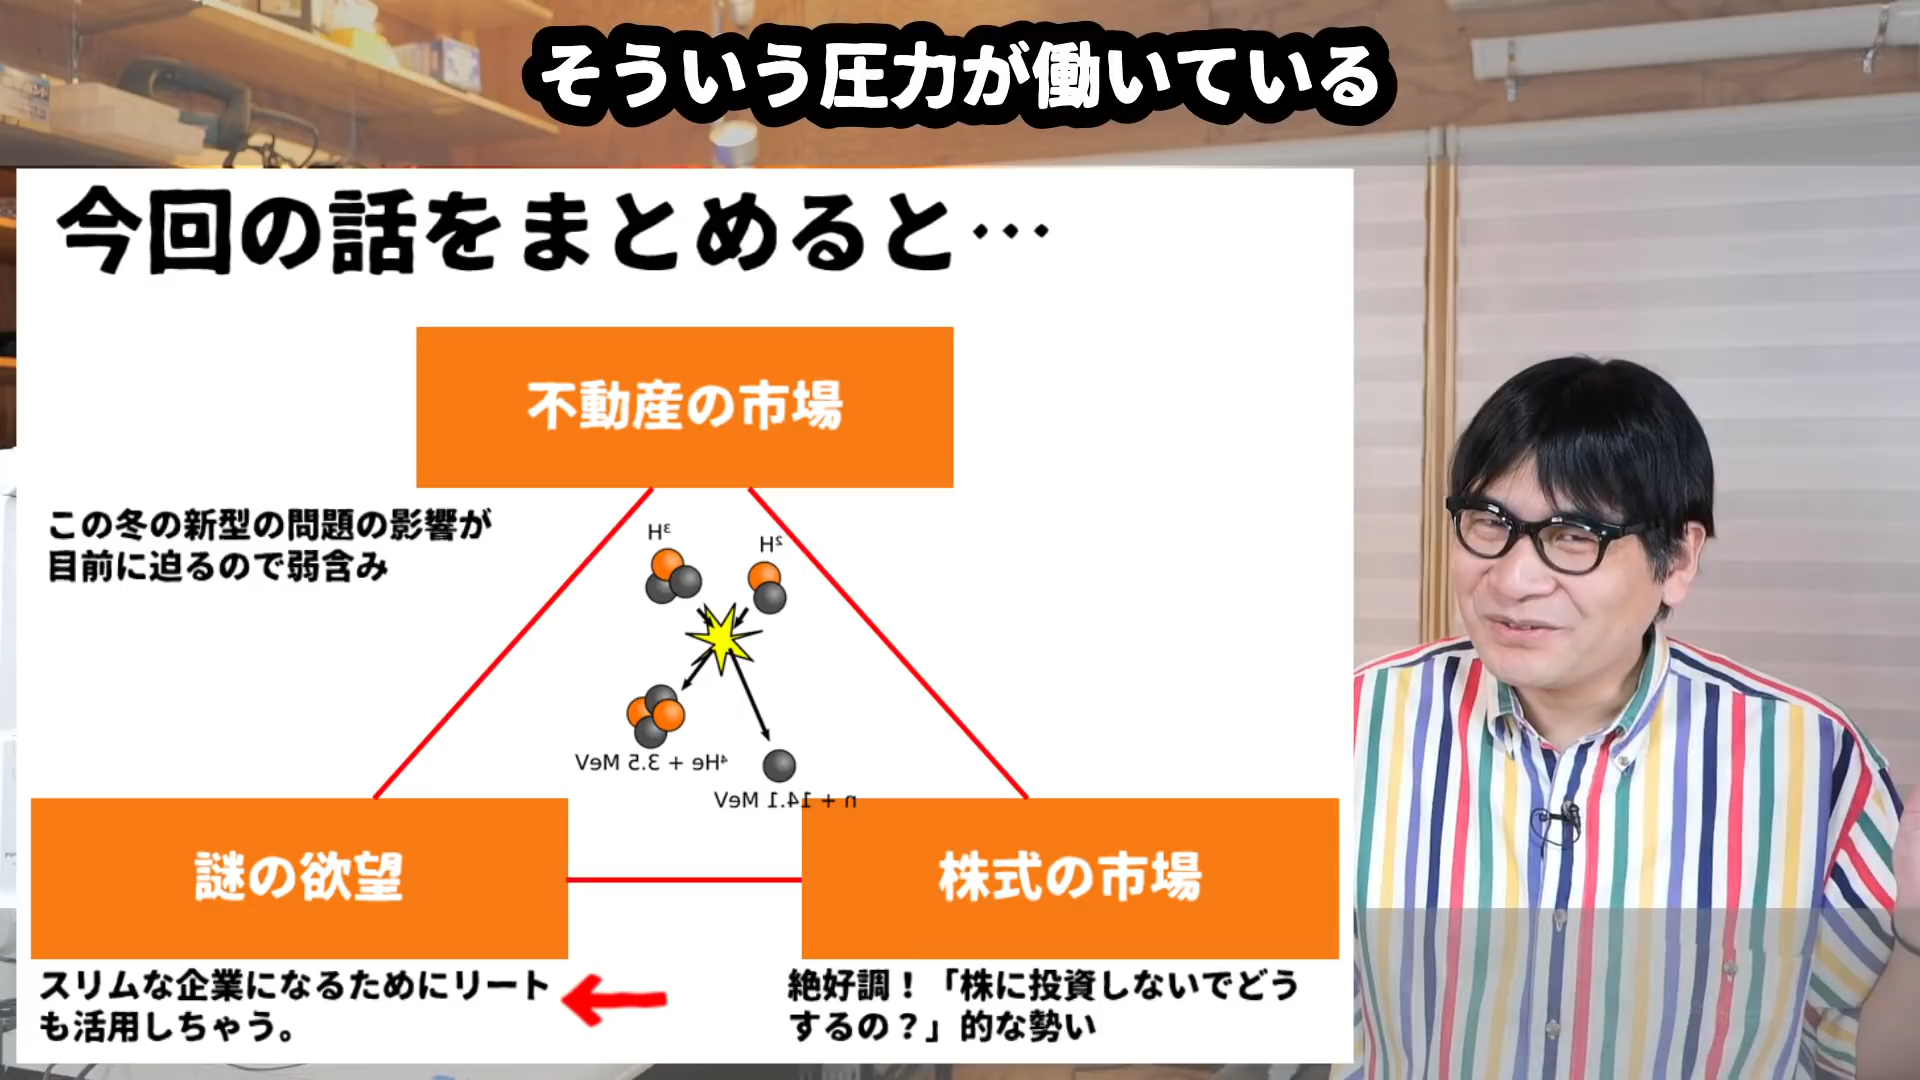 そういう圧力が働いている
今回の話をまとめると…
不動産の市場
この冬の新型の問題の影響が
目前に迫るので弱含み
³H
²H
⁴He + 3.5 MeV
n + 14.1 MeV
謎の欲望
株式の市場
スリムな企業になるためにリート
も活用しちゃう。
絶好調！「株に投資しないでどう
するの？」的な勢い